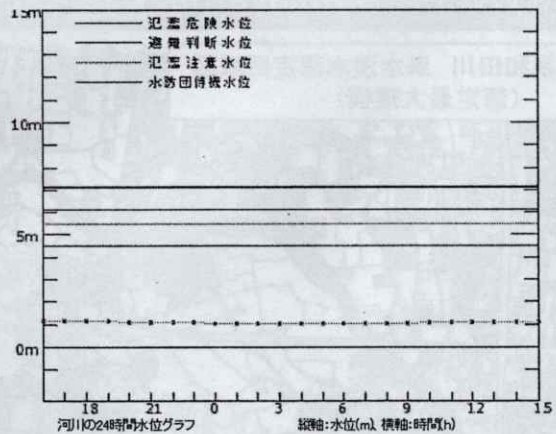 15m
氾濫危険水位
避難判断水位
氾濫注意水位
水防団待機水位
10m
5m
0m
18 21 0 3 6 9 12 15
河川の24時間水位グラフ 縦軸:水位(m), 横軸:時間(h)